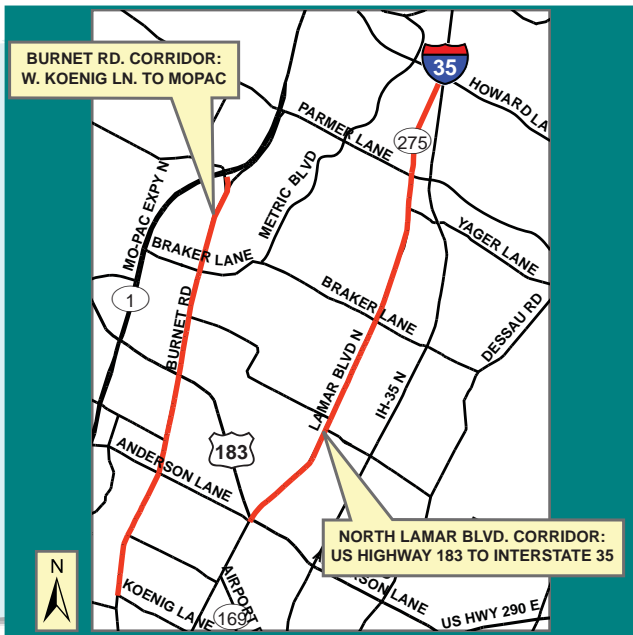 BURNET RD. CORRIDOR:
W. KOENIG LN. TO MOPAC
35
HOWARD LA
PARMER LANE
275
METRIC BLVD
MO-PAC EXPY N
YAGER LANE
BRAKER LANE
1
BRAKER LANE
DESSAU RD
BURNET RD
LAMAR BLVD N
IH-35 N
183
ANDERSON LANE
NORTH LAMAR BLVD. CORRIDOR:
US HIGHWAY 183 TO INTERSTATE 35
N
KOENIG LANE
AIRPORT
169
SON LANE
US HWY 290 E